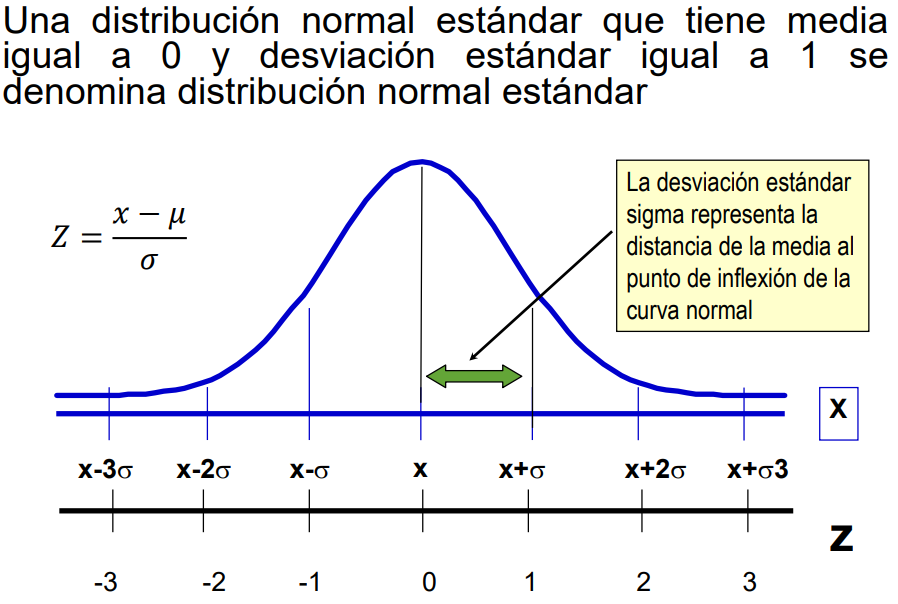 Una distribución normal estándar que tiene media
igual a 0 y desviación estándar igual a 1 se
denomina distribución normal estándar
Z = (x − μ) / σ
La desviación estándar
sigma representa la
distancia de la media al
punto de inflexión de la
curva normal
X
x-3σ x-2σ x-σ x x+σ x+2σ x+σ3
Z
-3 -2 -1 0 1 2 3